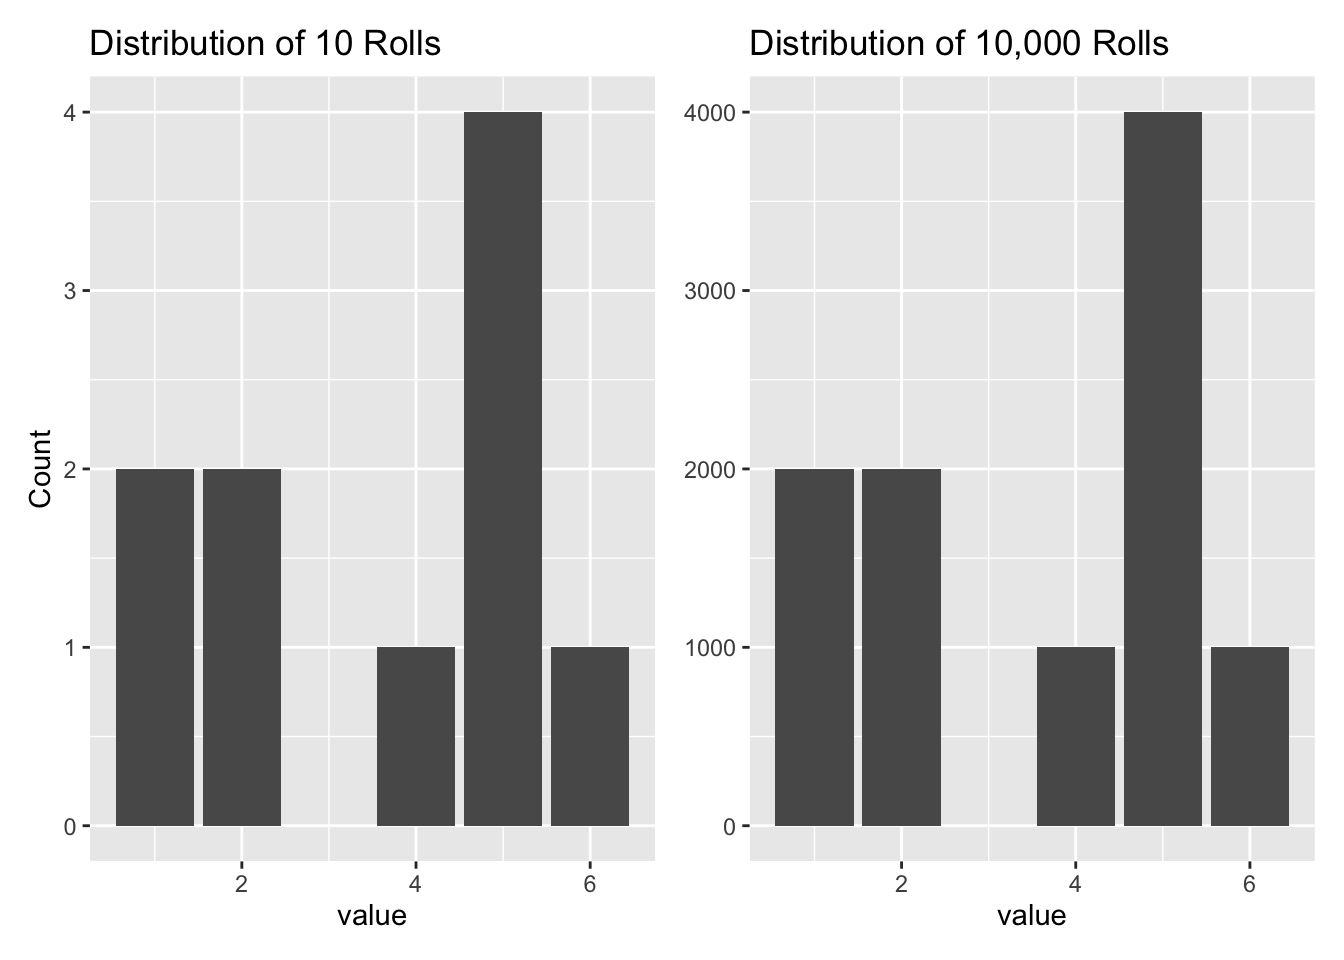 Distribution of 10 Rolls
4
3
2
1
0
Count
2 4 6
value
Distribution of 10,000 Rolls
4000
3000
2000
1000
0
2 4 6
value